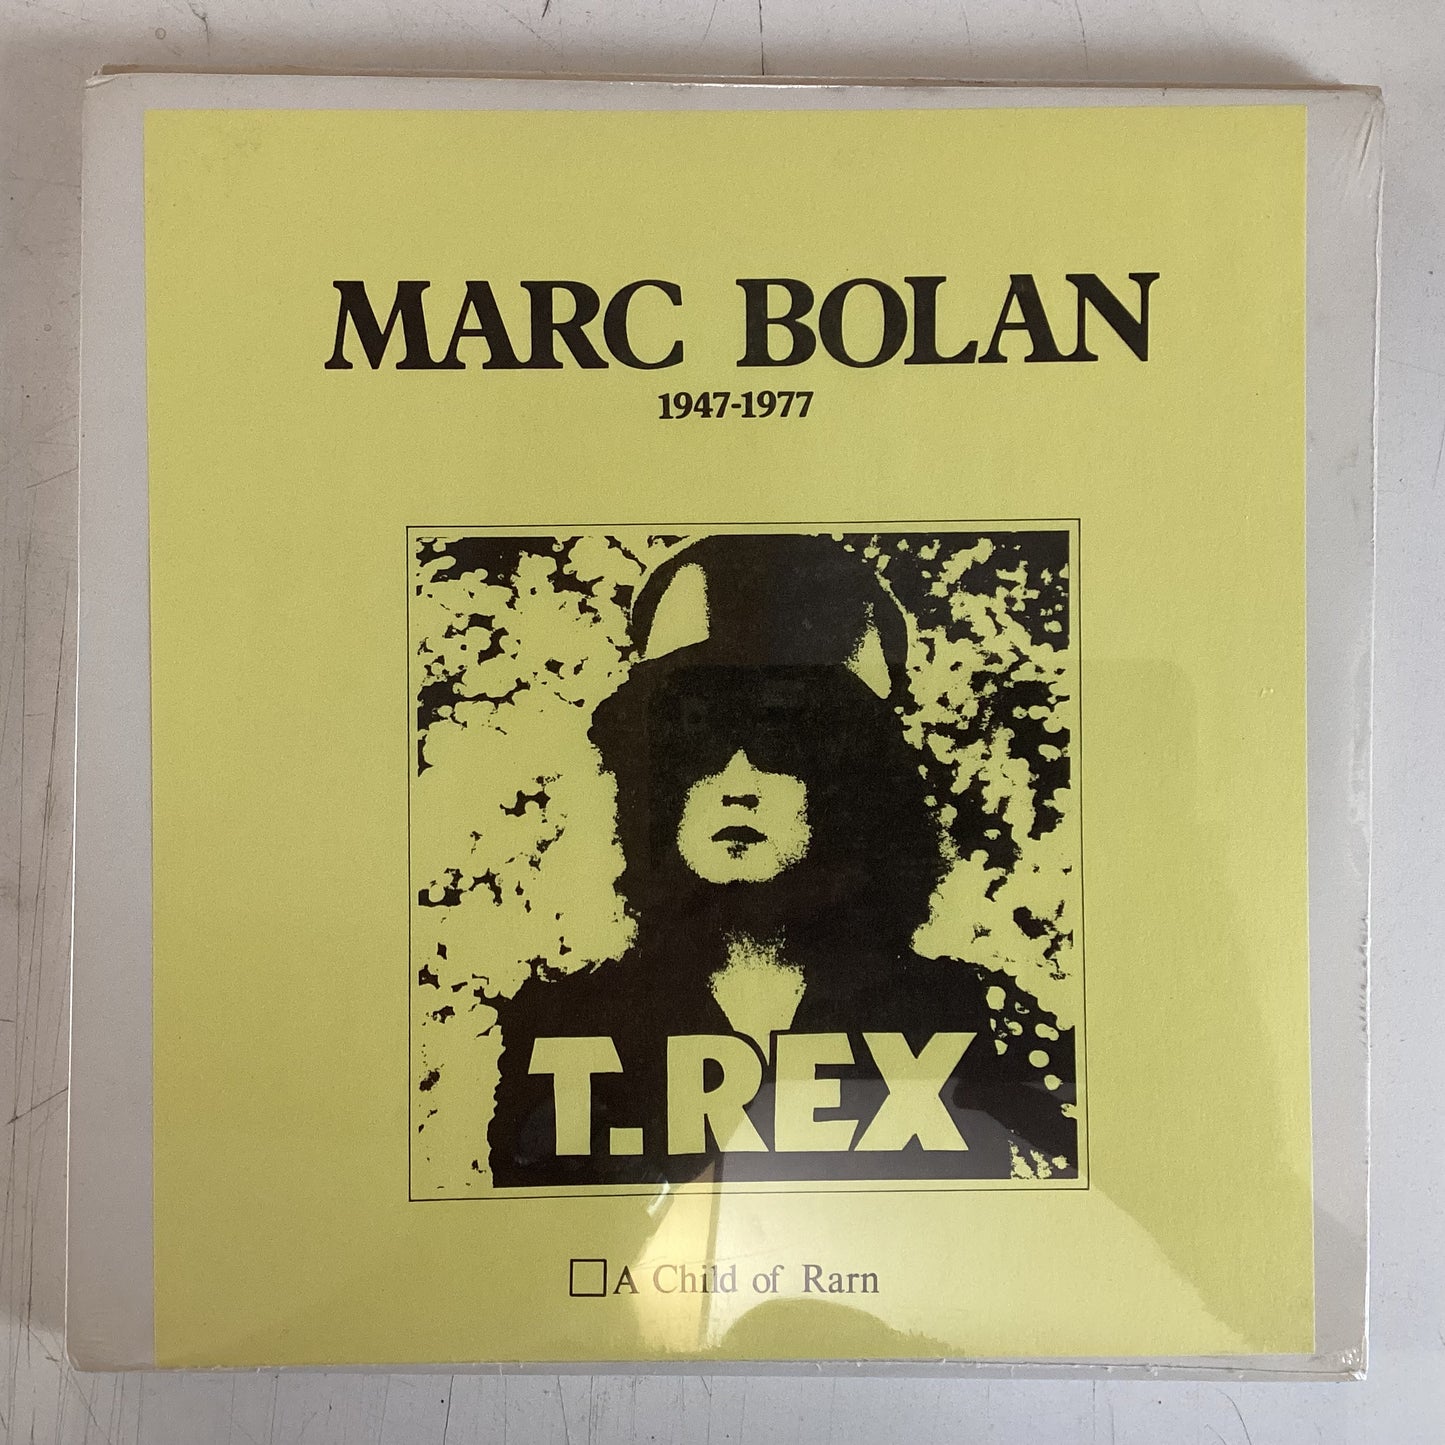 MARC BOLAN
1947-1977
T.REX
A Child of Rarn